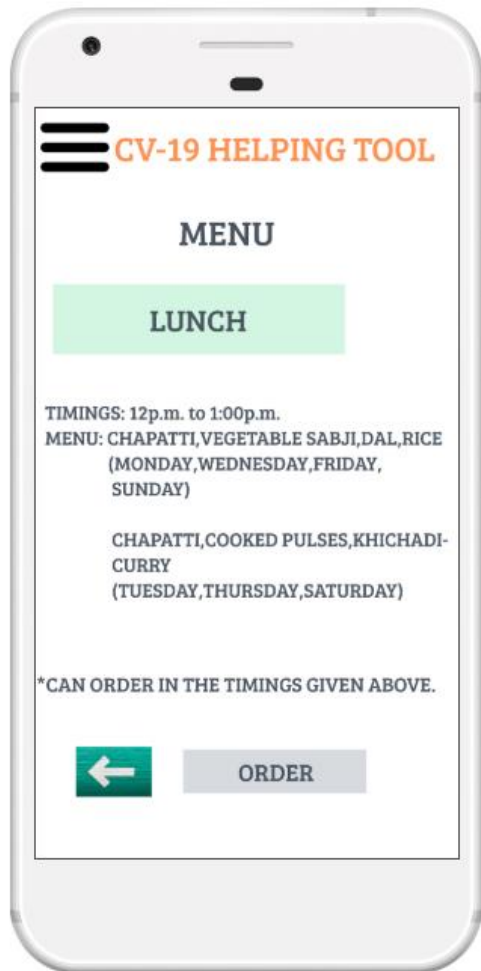 CV-19 HELPING TOOL
MENU
LUNCH
TIMINGS: 12p.m. to 1:00p.m.
MENU: CHAPATTI,VEGETABLE SABJI,DAL,RICE
(MONDAY,WEDNESDAY,FRIDAY,
SUNDAY)
CHAPATTI,COOKED PULSES,KHICHADI-
CURRY
(TUESDAY,THURSDAY,SATURDAY)
*CAN ORDER IN THE TIMINGS GIVEN ABOVE.
ORDER